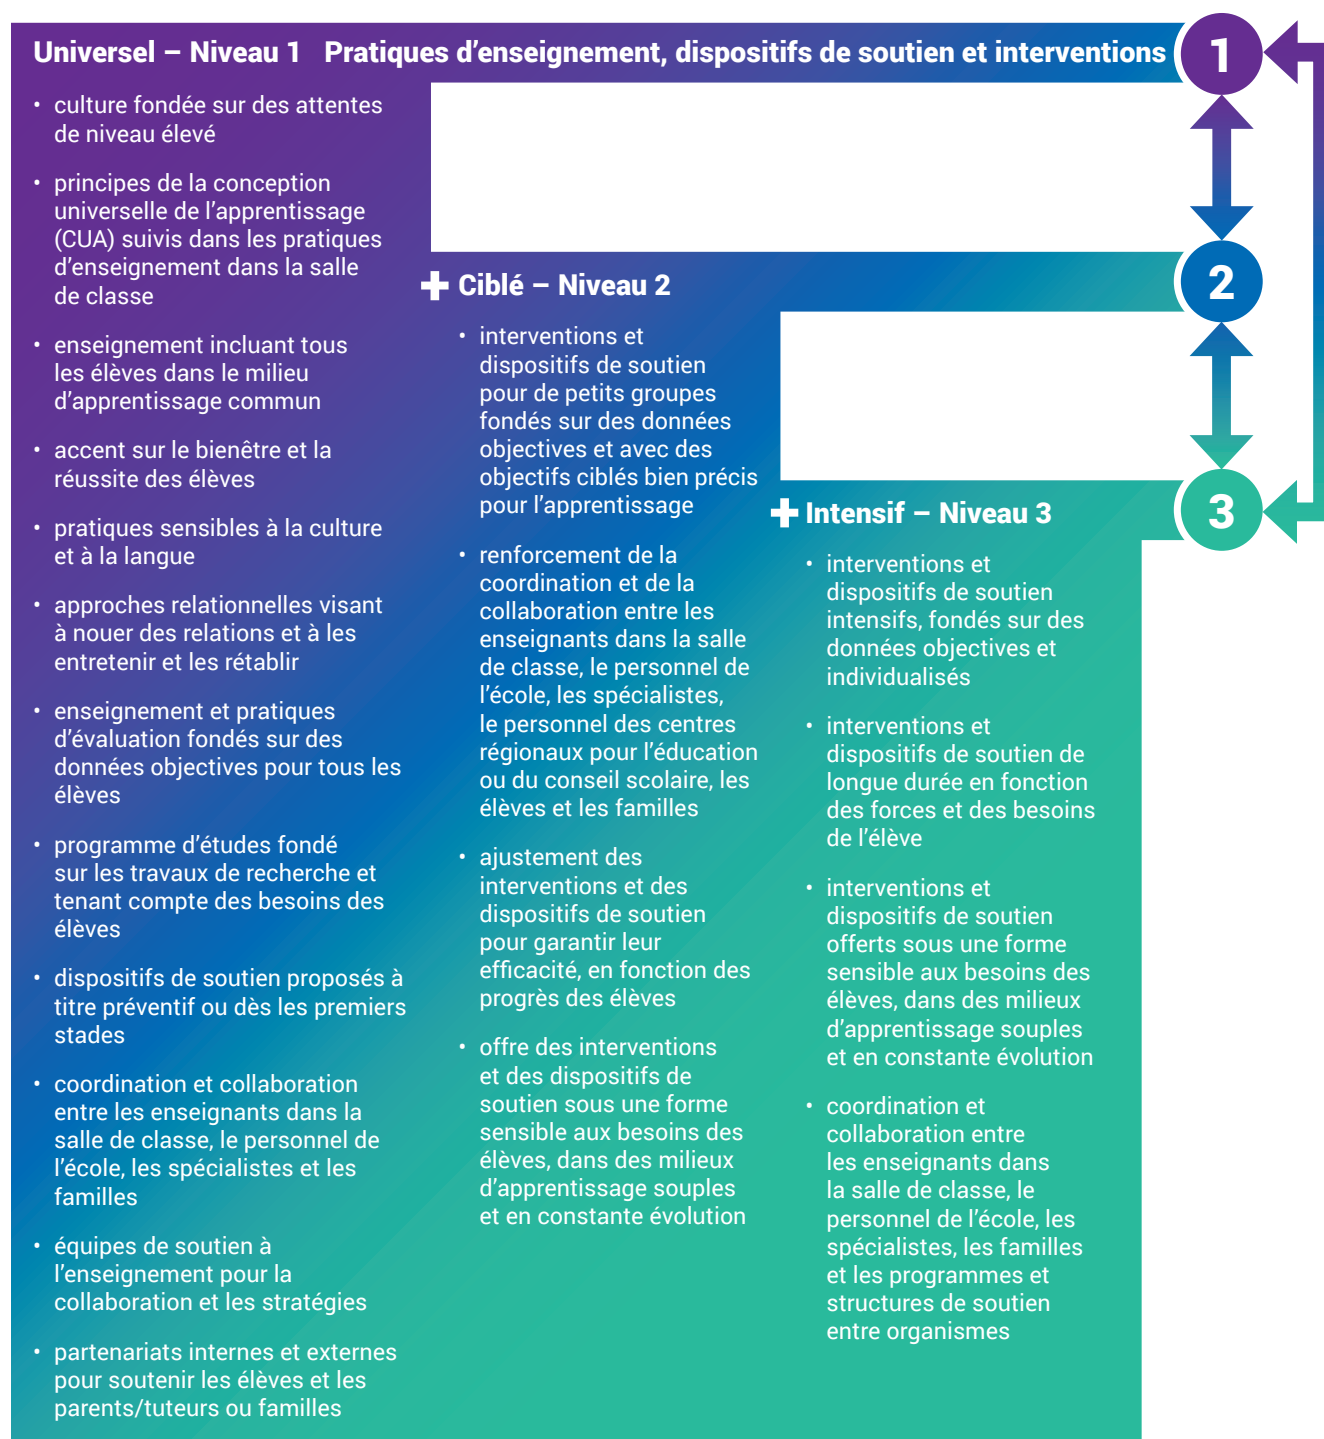 Universel – Niveau 1 Pratiques d’enseignement, dispositifs de soutien et interventions
1
• culture fondée sur des attentes
de niveau élevé
• principes de la conception
universelle de l’apprentissage
(CUA) suivis dans les pratiques
d’enseignement dans la salle
de classe
• enseignement incluant tous
les élèves dans le milieu
d’apprentissage commun
• accent sur le bienêtre et la
réussite des élèves
• pratiques sensibles à la culture
et à la langue
• approches relationnelles visant
à nouer des relations et à les
entretenir et les rétablir
• enseignement et pratiques
d’évaluation fondés sur des
données objectives pour tous les
élèves
• programme d’études fondé
sur les travaux de recherche et
tenant compte des besoins des
élèves
• dispositifs de soutien proposés à
titre préventif ou dès les premiers
stades
• coordination et collaboration
entre les enseignants dans la
salle de classe, le personnel de
l’école, les spécialistes et les
familles
• équipes de soutien à
l’enseignement pour la
collaboration et les stratégies
• partenariats internes et externes
pour soutenir les élèves et les
parents/tuteurs ou familles
+ Ciblé – Niveau 2
2
• interventions et
dispositifs de soutien
pour de petits groupes
fondés sur des données
objectives et avec des
objectifs ciblés bien précis
pour l’apprentissage
• renforcement de la
coordination et de la
collaboration entre les
enseignants dans la salle
de classe, le personnel de
l’école, les spécialistes,
le personnel des centres
régionaux pour l’éducation
ou du conseil scolaire, les
élèves et les familles
• ajustement des
interventions et des
dispositifs de soutien
pour garantir leur
efficacité, en fonction des
progrès des élèves
• offre des interventions
et des dispositifs de
soutien sous une forme
sensible aux besoins des
élèves, dans des milieux
d’apprentissage souples
et en constante évolution
+ Intensif – Niveau 3
3
• interventions et
dispositifs de soutien
intensifs, fondés sur des
données objectives et
individualisés
• interventions et
dispositifs de soutien de
longue durée en fonction
des forces et des besoins
de l’élève
• interventions et
dispositifs de soutien
offerts sous une forme
sensible aux besoins des
élèves, dans des milieux
d’apprentissage souples
et en constante évolution
• coordination et
collaboration entre
les enseignants dans
la salle de classe, le
personnel de l’école, les
spécialistes, les familles
et les programmes et
structures de soutien
entre organismes